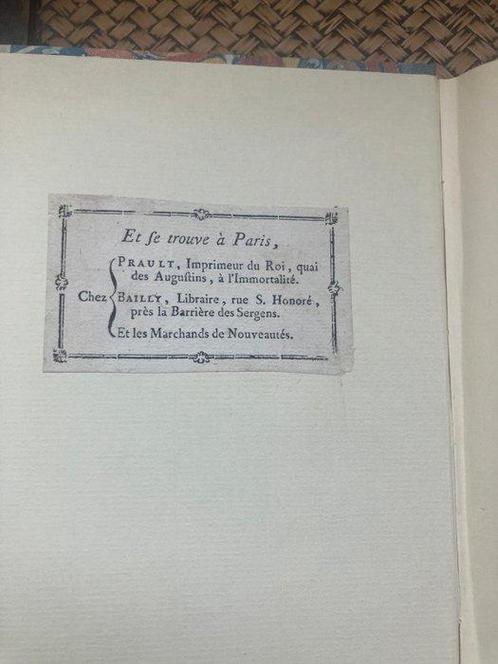 Et ſe trouve à Paris,
PRAULT, Imprimeur du Roi, quai
des Auguſtins, à l'Immortalité.
Chez BAILLY, Libraire, rue S. Honoré,
près la Barrière des Sergens.
Et les Marchands de Nouveautés.